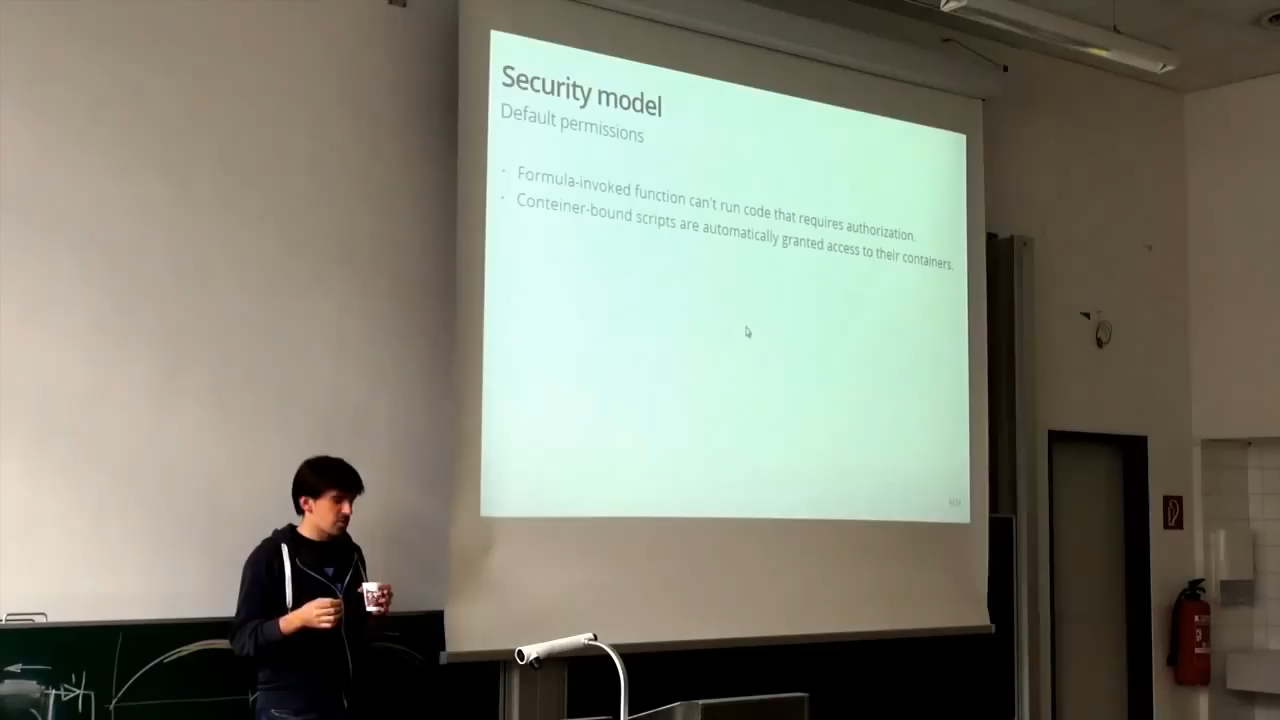 Security model
Default permissions
· Formula-invoked function can't run code that requires authorization.
· Conteiner-bound scripts are automatically granted access to their containers.